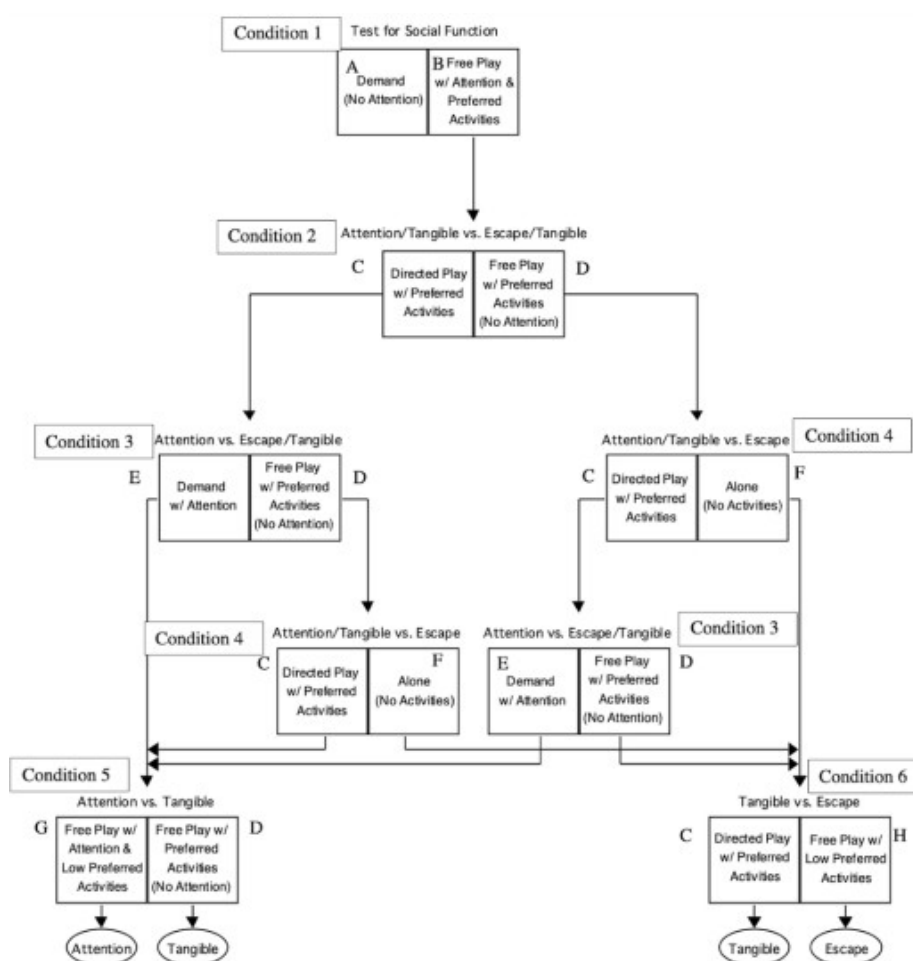 Condition 1
Test for Social Function
A
Demand
(No Attention)
B
Free Play
w/ Attention &
Preferred
Activities
Condition 2
Attention/Tangible vs. Escape/Tangible
C
Directed Play
w/ Preferred
Activities
Free Play
w/ Preferred
Activities
(No Attention)
D
Condition 3
Attention vs. Escape/Tangible
E
Demand
w/ Attention
Free Play
w/ Preferred
Activities
(No Attention)
D
Condition 4
Attention/Tangible vs. Escape
C
Directed Play
w/ Preferred
Activities
Alone
(No Activities)
F
Condition 4
Attention/Tangible vs. Escape
C
Directed Play
w/ Preferred
Activities
F
Alone
(No Activities)
Condition 3
Attention vs. Escape/Tangible
E
Demand
w/ Attention
Free Play
w/ Preferred
Activities
(No Attention)
D
Condition 5
Attention vs. Tangible
G
Free Play w/
Attention &
Low Preferred
Activities
Free Play w/
Preferred
Activities
(No Attention)
D
Attention
Tangible
Condition 6
Tangible vs. Escape
C
Directed Play
w/ Preferred
Activities
Free Play w/
Low Preferred
Activities
H
Tangible
Escape